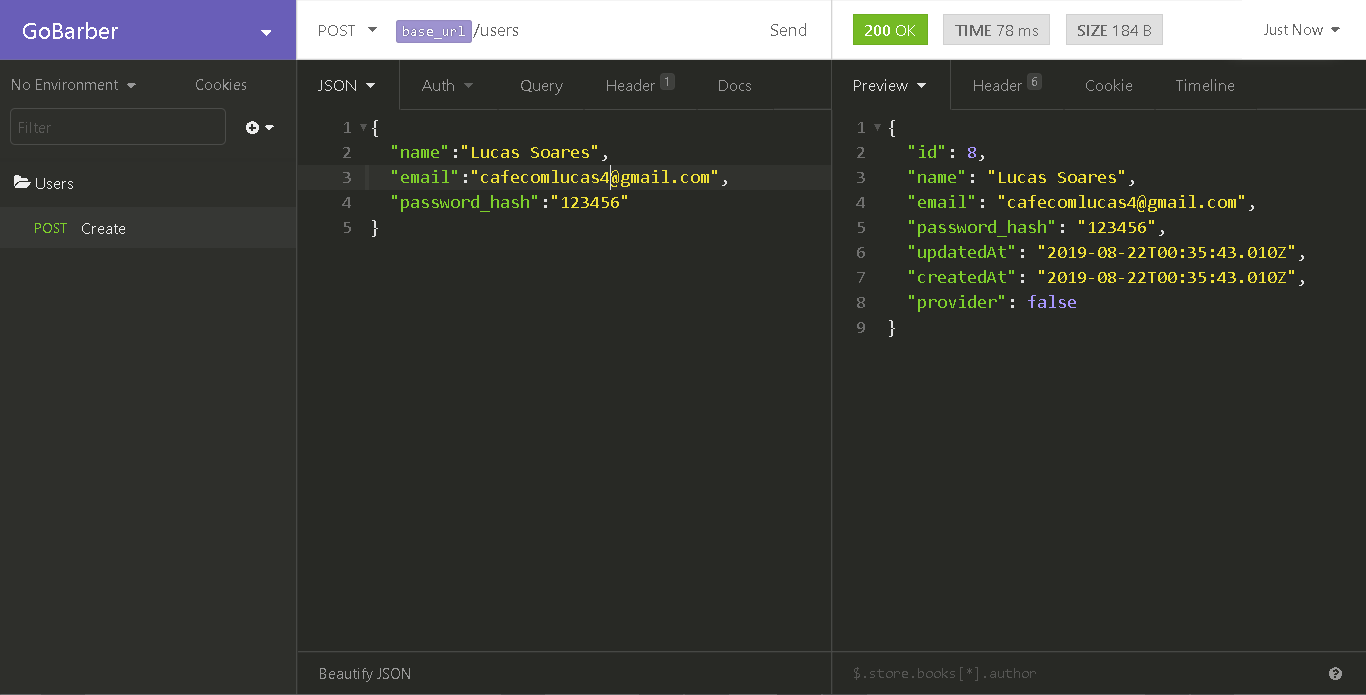 GoBarber
No Environment
Cookies
Filter
Users
POST Create
POST base_url/users Send
JSON Auth Query Header 1 Docs
1 {
2 "name":"Lucas Soares",
3 "email":"cafecomlucas4@gmail.com",
4 "password_hash":"123456"
5 }
Beautify JSON
200 OK TIME 78 ms SIZE 184 B Just Now
Preview Header 6 Cookie Timeline
1 {
2 "id": 8,
3 "name": "Lucas Soares",
4 "email": "cafecomlucas4@gmail.com",
5 "password_hash": "123456",
6 "updatedAt": "2019-08-22T00:35:43.010Z",
7 "createdAt": "2019-08-22T00:35:43.010Z",
8 "provider": false
9 }
$.store.books[*].author